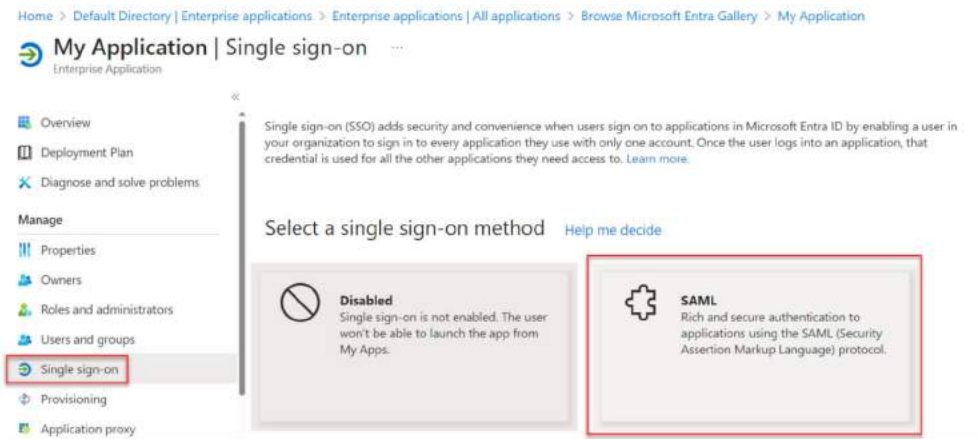 Home > Default Directory | Enterprise applications > Enterprise applications | All applications > Browse Microsoft Entra Gallery > My Application
My Application | Single sign-on ...
Enterprise Application
«
Overview
Deployment Plan
Diagnose and solve problems
Manage
Properties
Owners
Roles and administrators
Users and groups
Single sign-on
Provisioning
Application proxy
Single sign-on (SSO) adds security and convenience when users sign on to applications in Microsoft Entra ID by enabling a user in
your organization to sign in to every application they use with only one account. Once the user logs into an application, that
credential is used for all the other applications they need access to. Learn more.
Select a single sign-on method Help me decide
Disabled
Single sign-on is not enabled. The user
won't be able to launch the app from
My Apps.
SAML
Rich and secure authentication to
applications using the SAML (Security
Assertion Markup Language) protocol.